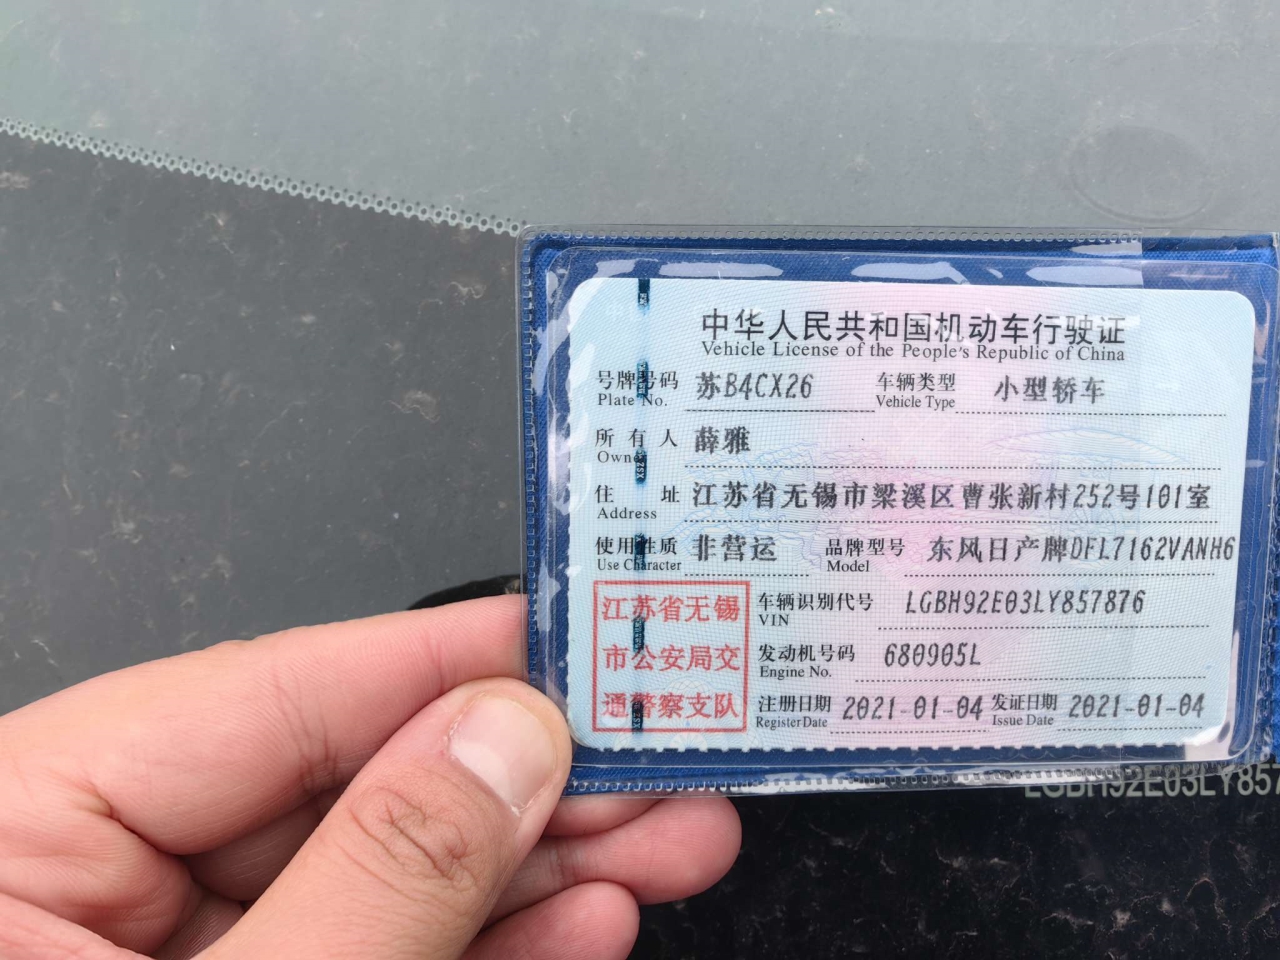 中华人民共和国机动车行驶证
Vehicle License of the People's Republic of China
号牌号码 苏B4CX26 车辆类型 小型轿车
Plate No. Vehicle Type
所有人 薛雅
Owner
住址 江苏省无锡市梁溪区曹张新村252号101室
Address
使用性质 非营运 品牌型号 东风日产牌DFL7162VANH6
Use Character Model
江苏省无锡
市公安局交
通警察支队
车辆识别代号 LGBH92E03LY857876
VIN
发动机号码 680905L
Engine No.
注册日期 2021-01-04 发证日期 2021-01-04
Register Date Issue Date
LGBH92E03LY857